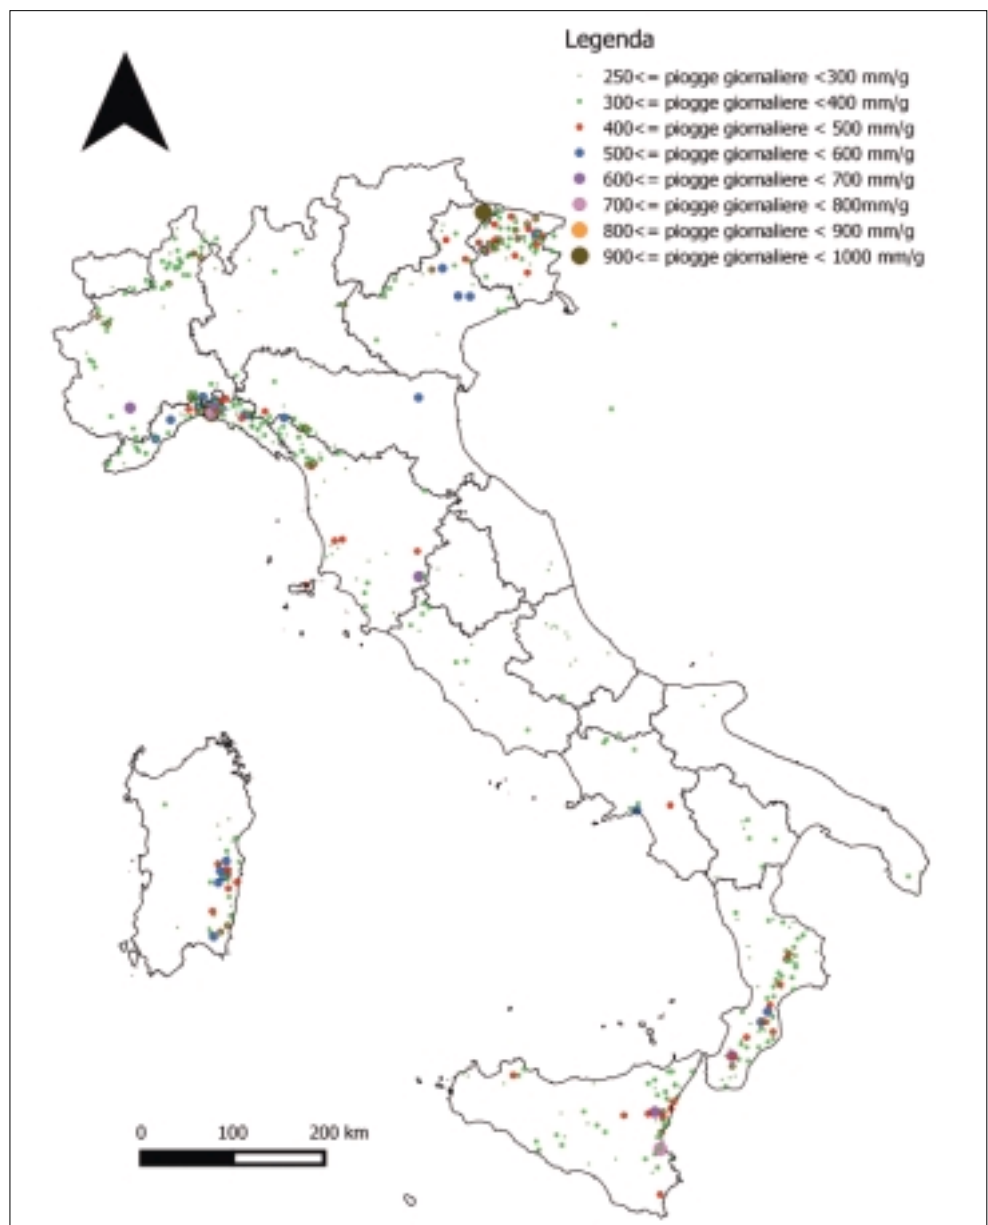 Legenda
250<= piogge giornaliere <300 mm/g
300<= piogge giornaliere <400 mm/g
400<= piogge giornaliere < 500 mm/g
500<= piogge giornaliere < 600 mm/g
600<= piogge giornaliere < 700 mm/g
700<= piogge giornaliere < 800mm/g
800<= piogge giornaliere < 900 mm/g
900<= piogge giornaliere < 1000 mm/g
0 100 200 km